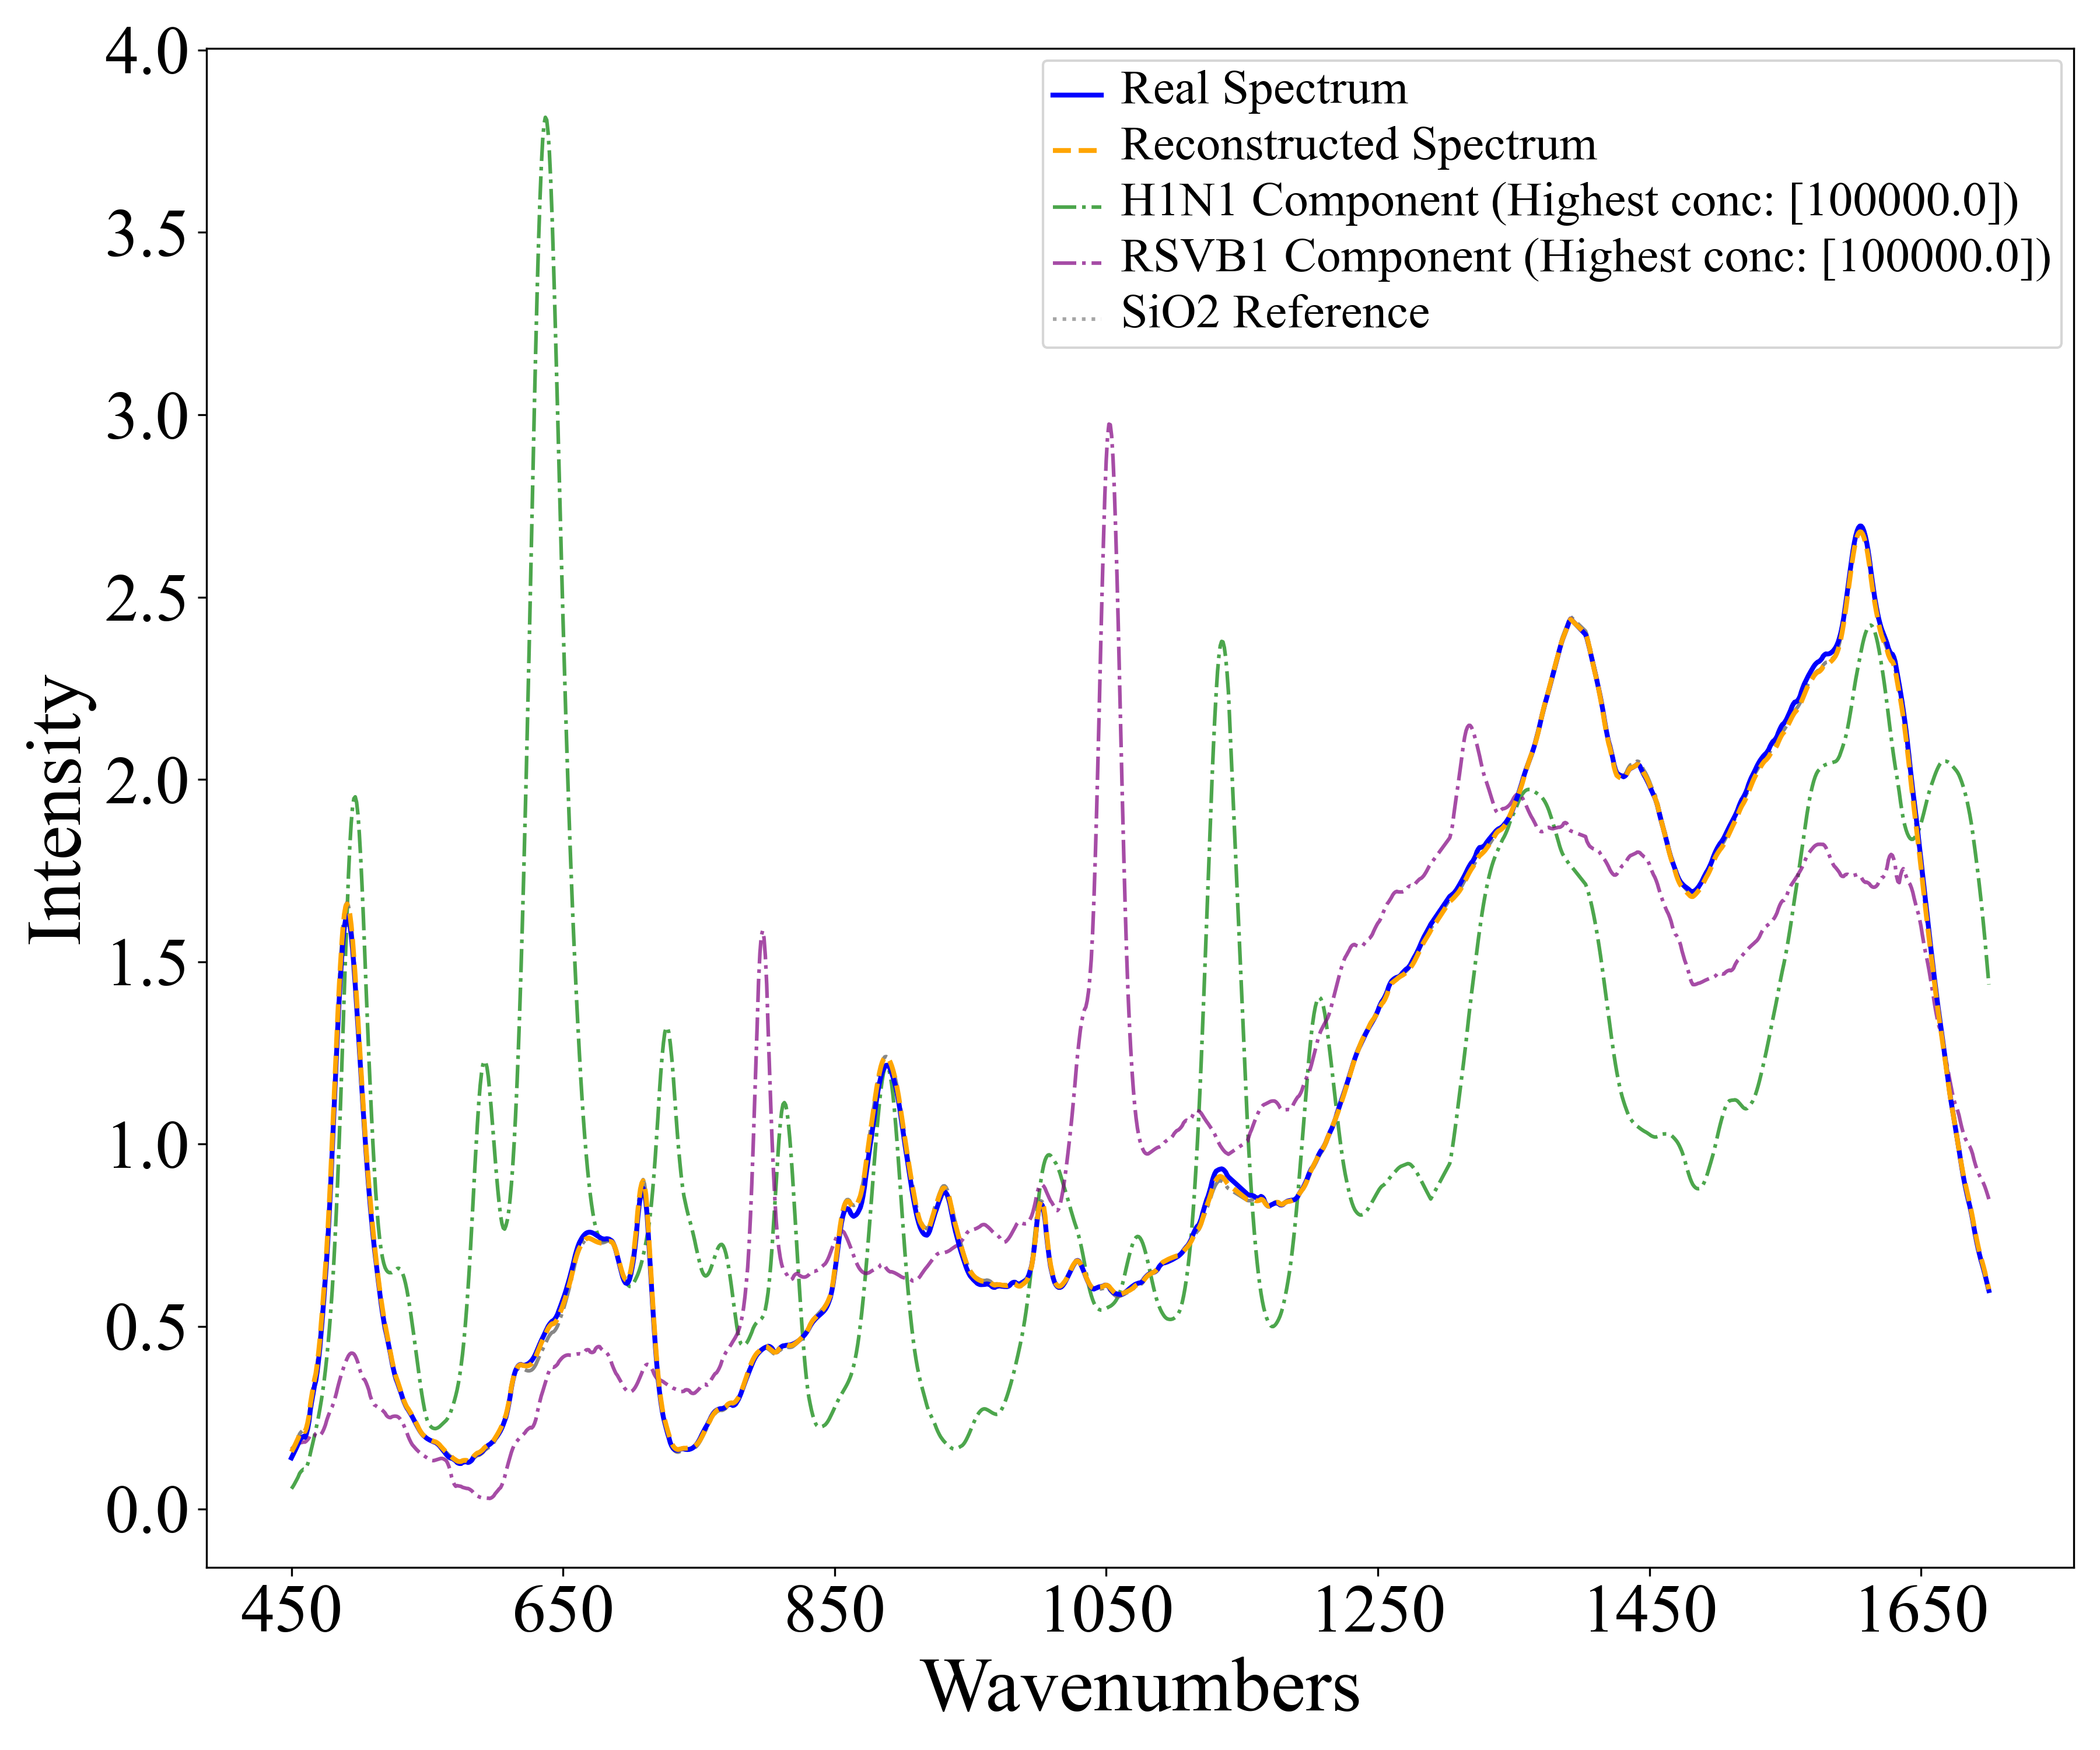 Real Spectrum
Reconstructed Spectrum
H1N1 Component (Highest conc: [100000.0])
RSVB1 Component (Highest conc: [100000.0])
SiO2 Reference
Intensity
4.0
3.5
3.0
2.5
2.0
1.5
1.0
0.5
0.0
450 650 850 1050 1250 1450 1650
Wavenumbers